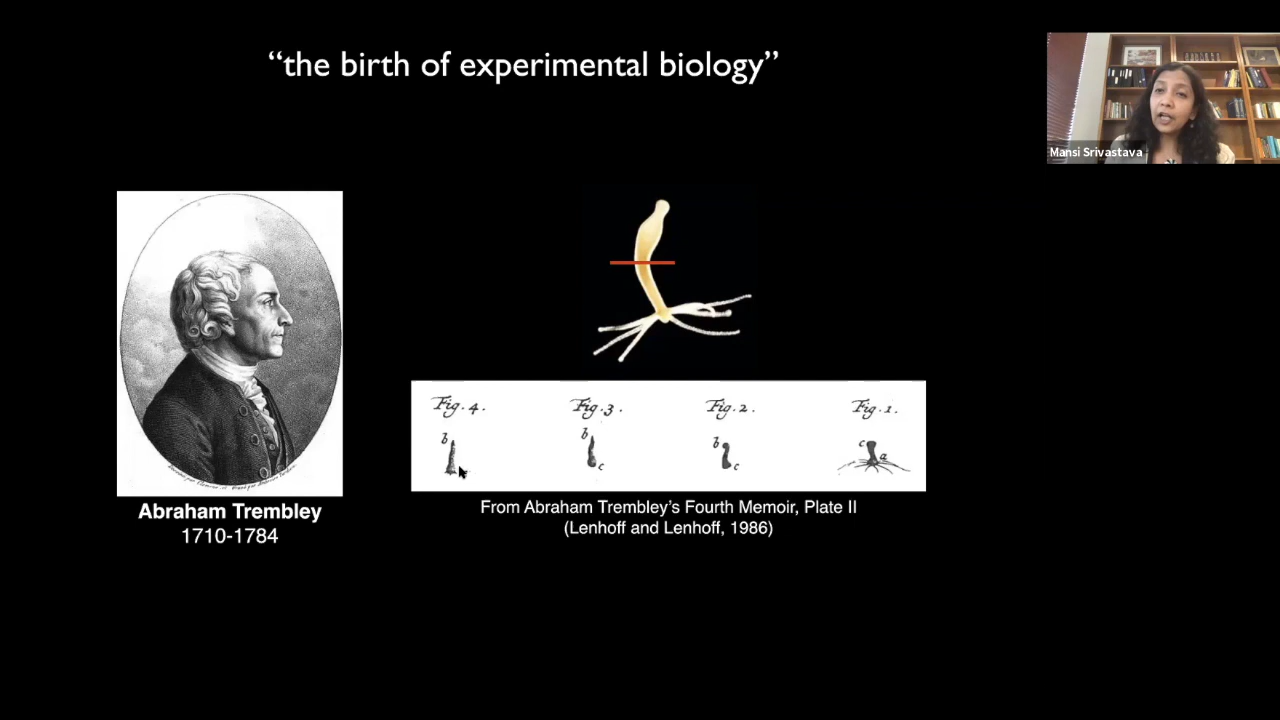 “the birth of experimental biology”
Mansi Srivastava
Fig. 4.
Fig. 3.
Fig. 2.
Fig. 1.
b
b
c
b
c
c
a
Abraham Trembley
1710-1784
From Abraham Trembley’s Fourth Memoir, Plate II
(Lenhoff and Lenhoff, 1986)